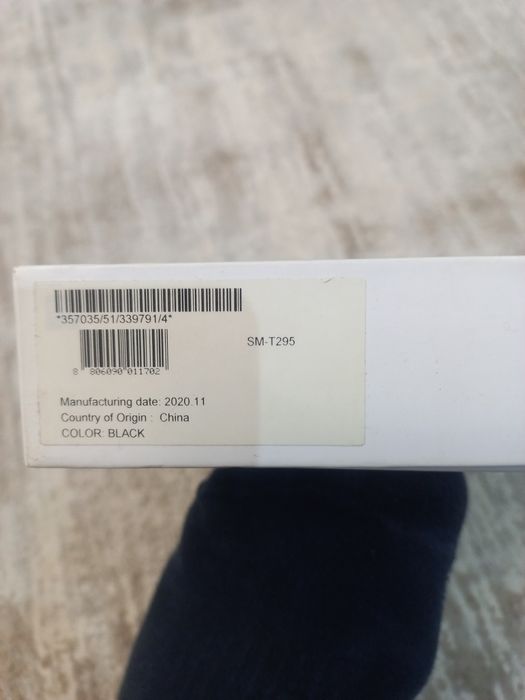 *357035/51/339791/4*
SM-T295
8 806090 011702
Manufacturing date: 2020.11
Country of Origin : China
COLOR: BLACK